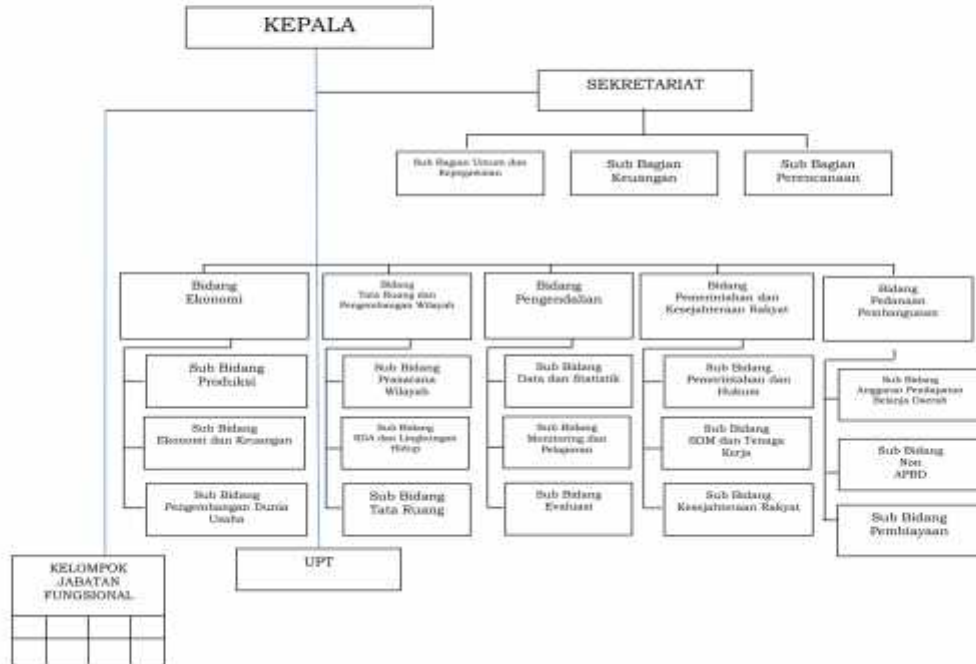 KEPALA
SEKRETARIAT
Sub Bagian Umum dan
Kepegawaian
Sub Bagian
Keuangan
Sub Bagian
Perencanaan
Bidang
Ekonomi
Bidang
Tata Ruang dan
Pengembangan Wilayah
Bidang
Pengendalian
Bidang
Pemerintahan dan
Kesejahteraan Rakyat
Bidang
Pedanaan
Pembangunan
Sub Bidang
Produksi
Sub Bidang
Prasarana
Wilayah
Sub Bidang
Data dan Statistik
Sub Bidang
Pemerintahan dan
Hukum
Sub Bidang
Anggaran Pendapatan
Belanja Daerah
Sub Bidang
Ekonomi dan Keuangan
Sub Bidang
SDA dan Lingkungan
Hidup
Sub Bidang
Monitoring dan
Pelaporan
Sub Bidang
SDM dan Tenaga
Kerja
Sub Bidang
Non
APBD
Sub Bidang
Pengembangan Dunia
Usaha
Sub Bidang
Tata Ruang
Sub Bidang
Evaluasi
Sub Bidang
Kesejahteraan Rakyat
Sub Bidang
Pembiayaan
KELOMPOK
JABATAN
FUNGSIONAL
UPT